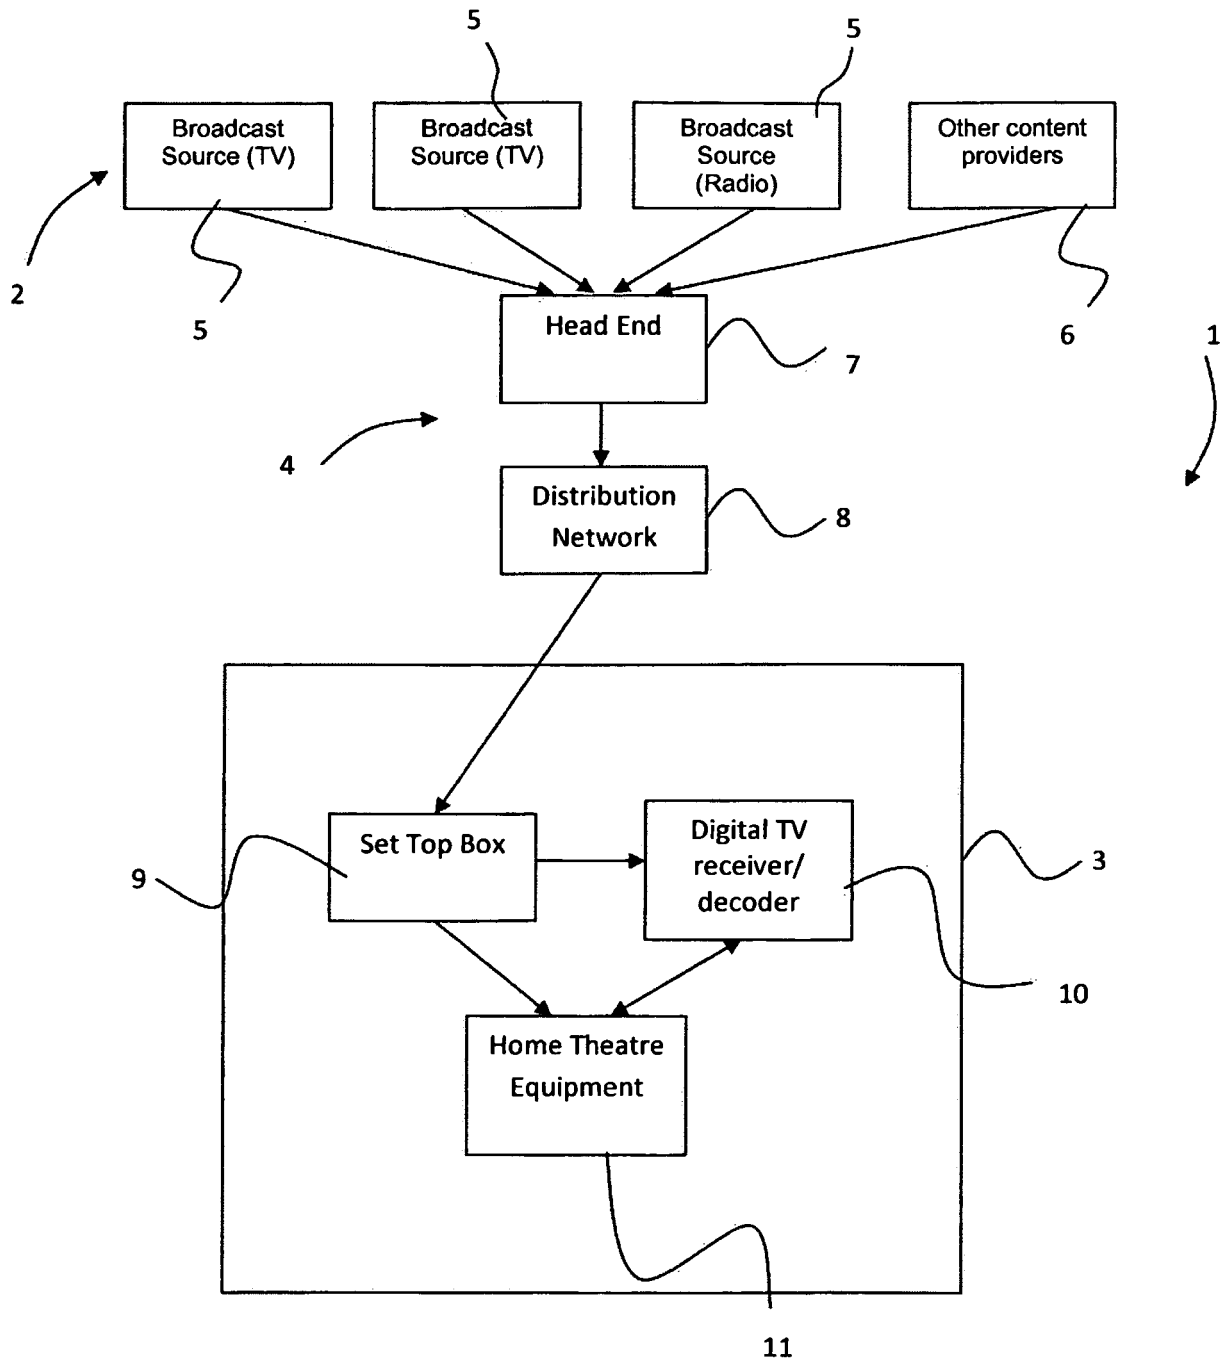 5
5
Broadcast
Source (TV)
Broadcast
Source (TV)
Broadcast
Source
(Radio)
Other content
providers
2
5
6
1
Head End
7
4
Distribution
Network
8
Set Top Box
Digital TV
receiver/
decoder
9
3
10
Home Theatre
Equipment
11